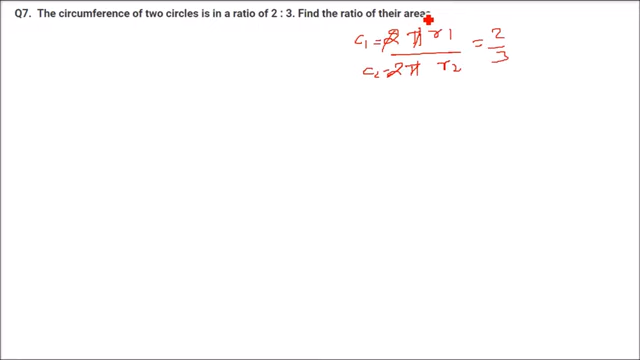 Q7. The circumference of two circles is in a ratio of 2 : 3. Find the ratio of their areas
c1 = 2 π r1 = 2
c2 = 2π r2 3